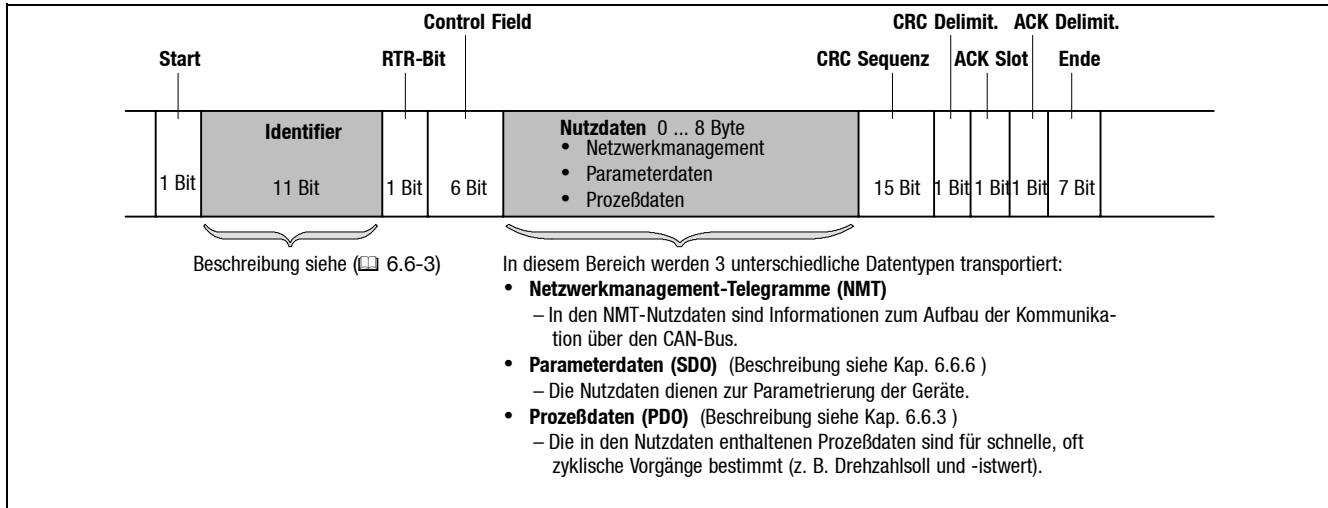 Control Field
CRC Delimit. ACK Delimit.
Start
RTR-Bit
CRC Sequenz
ACK Slot
Ende
Identifier
Nutzdaten 0 ... 8 Byte
• Netzwerkmanagement
• Parameterdaten
• Prozeßdaten
1 Bit
11 Bit
1 Bit
6 Bit
15 Bit
1 Bit
1 Bit
1 Bit
7 Bit
Beschreibung siehe (📖 6.6-3)
In diesem Bereich werden 3 unterschiedliche Datentypen transportiert:
• Netzwerkmanagement-Telegramme (NMT)
– In den NMT-Nutzdaten sind Informationen zum Aufbau der Kommunika-
tion über den CAN-Bus.
• Parameterdaten (SDO) (Beschreibung siehe Kap. 6.6.6 )
– Die Nutzdaten dienen zur Parametrierung der Geräte.
• Prozeßdaten (PDO) (Beschreibung siehe Kap. 6.6.3 )
– Die in den Nutzdaten enthaltenen Prozeßdaten sind für schnelle, oft
zyklische Vorgänge bestimmt (z. B. Drehzahlsoll und -istwert).